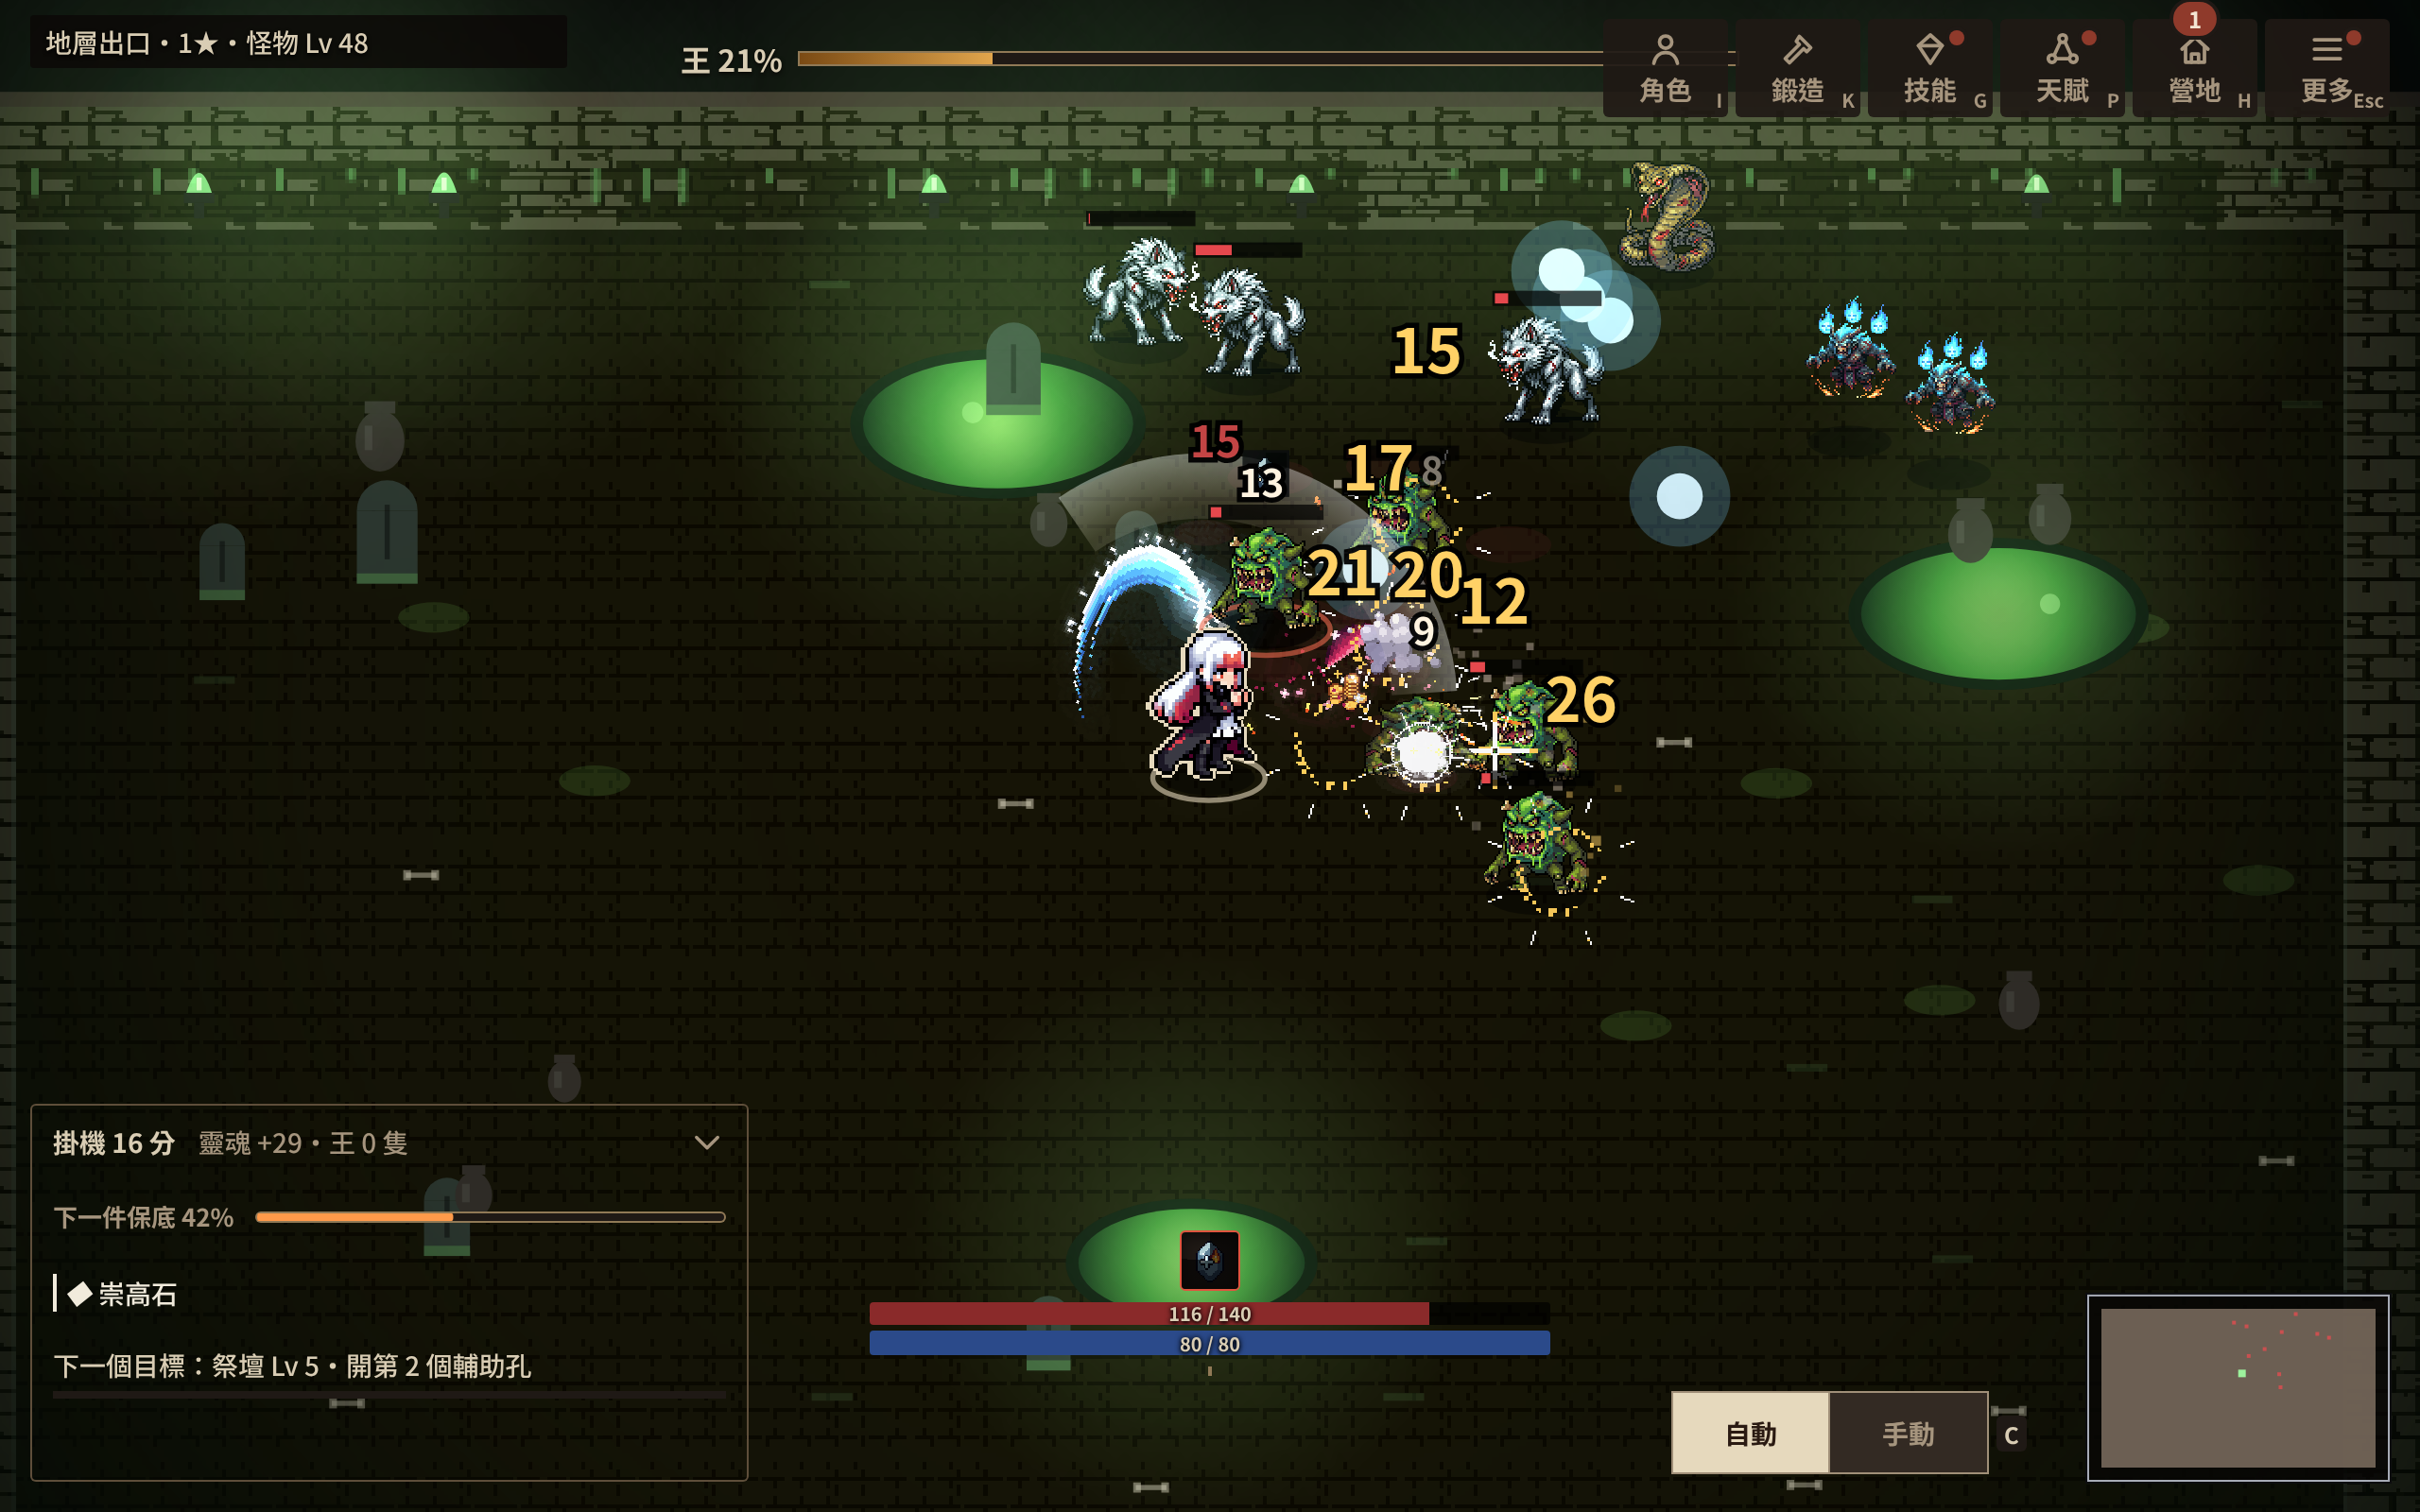 地層出口・1★・怪物 Lv 48
王 21%
1
角色 I
鍛造 K
技能 G
天賦 P
營地 H
更多 Esc
15
15
13
17
8
21
20
12
9
26
掛機 16 分 靈魂 +29・王 0 隻
下一件保底 42%
◆ 崇高石
下一個目標：祭壇 Lv 5・開第 2 個輔助孔
116 / 140
80 / 80
自動
手動
C